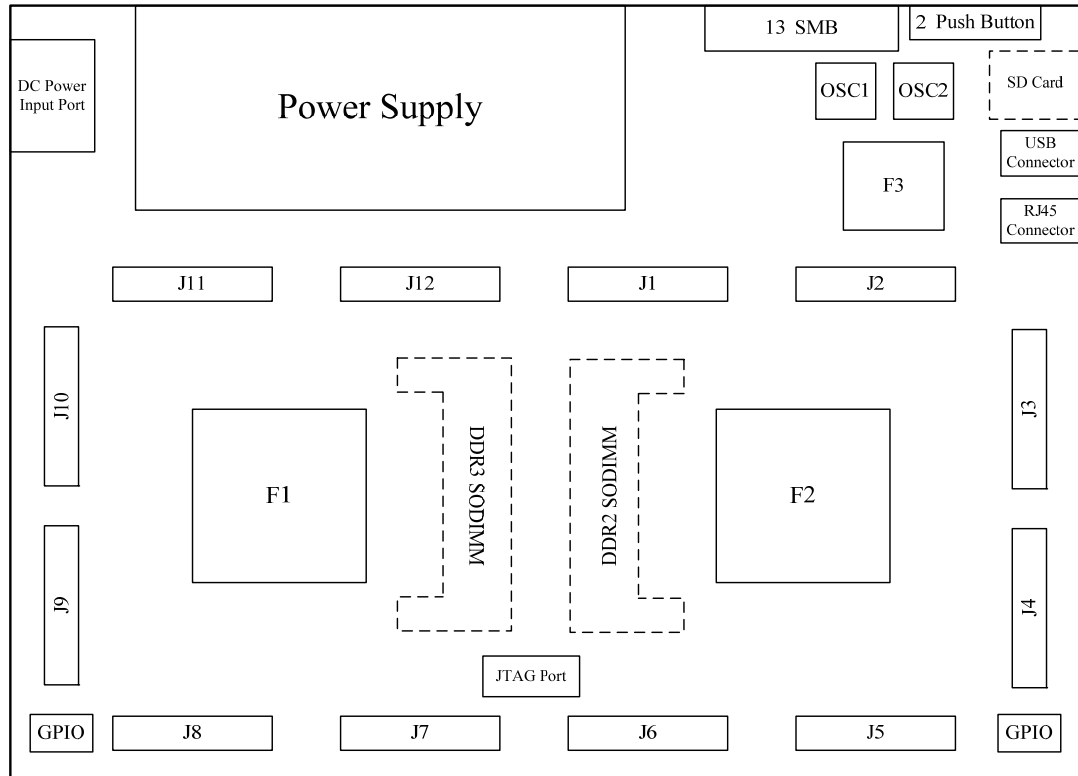 13 SMB
2 Push Button
DC Power
Input Port
Power Supply
OSC1
OSC2
SD Card
USB
Connector
F3
RJ45
Connector
J11
J12
J1
J2
J10
J3
F1
DDR3 SODIMM
DDR2 SODIMM
F2
J9
J4
JTAG Port
GPIO
J8
J7
J6
J5
GPIO